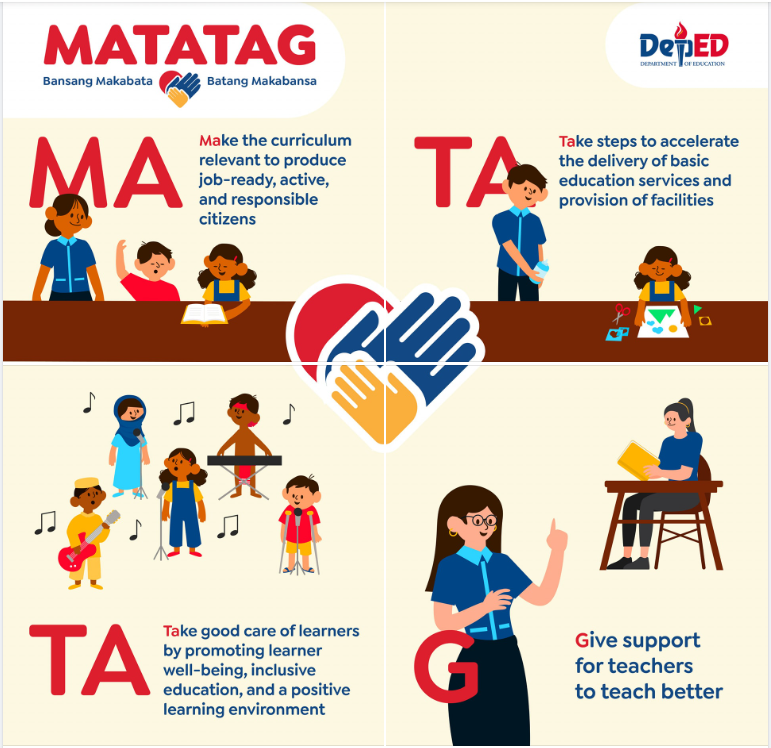 MATATAG
Bansang Makabata Batang Makabansa
DepED
DEPARTMENT OF EDUCATION
MA
Make the curriculum
relevant to produce
job-ready, active,
and responsible
citizens
TA
Take steps to accelerate
the delivery of basic
education services and
provision of facilities
TA
Take good care of learners
by promoting learner
well-being, inclusive
education, and a positive
learning environment
G
Give support
for teachers
to teach better